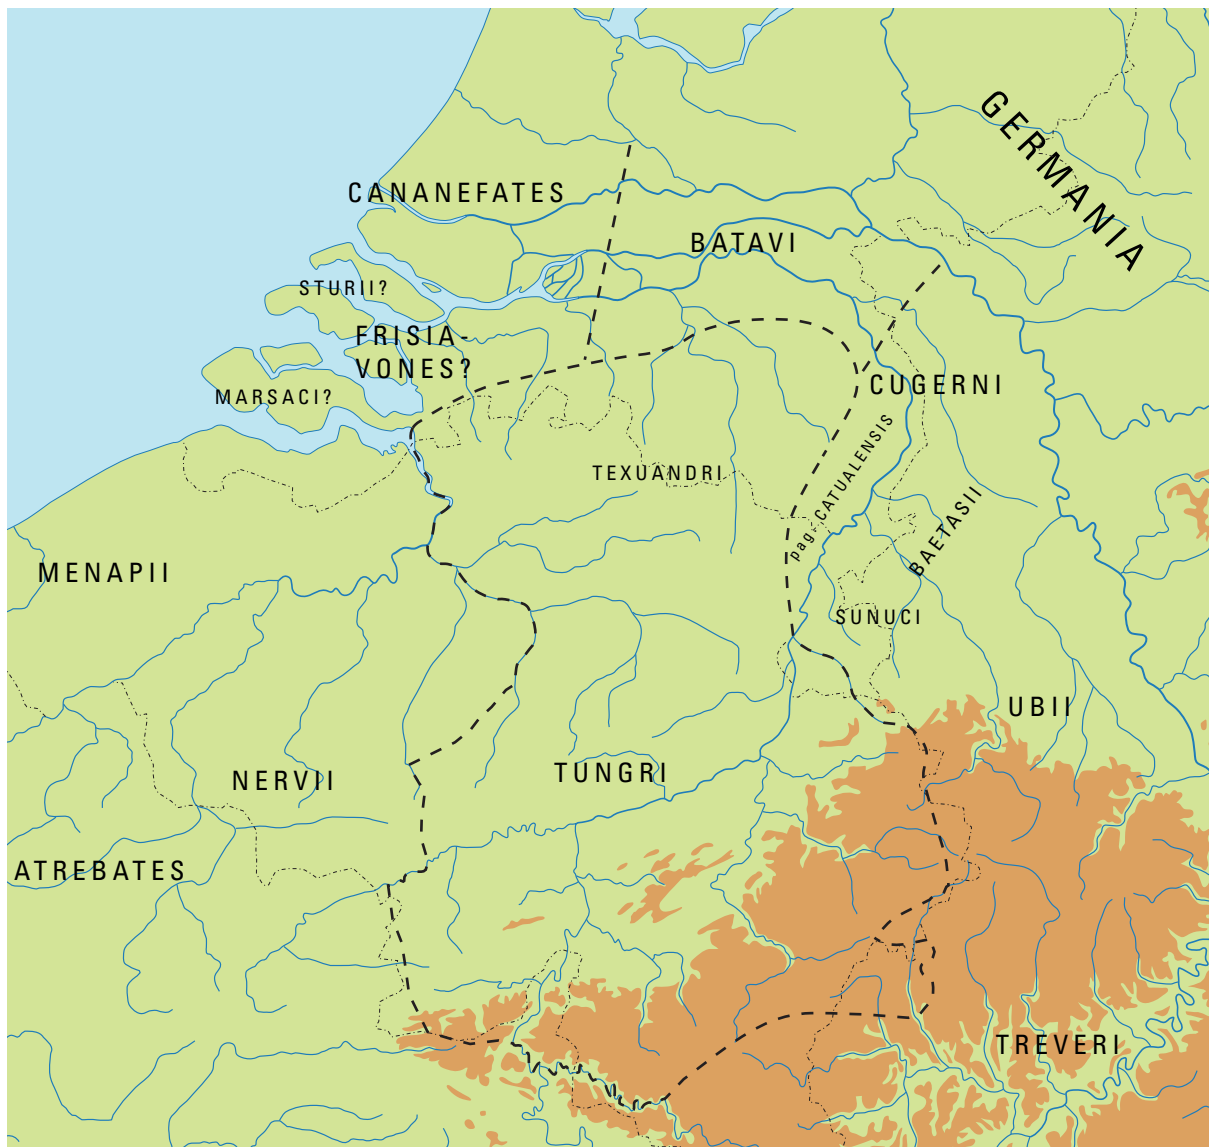 GERMANIA
CANANEFATES
BATAVI
STURII?
FRISIA-
VONES?
MARSACI?
CUGERNI
TEXUANDRI
pag. CATUALENSIS
BAETASII
MENAPII
SUNUCI
UBII
NERVII
TUNGRI
ATREBATES
TREVERI